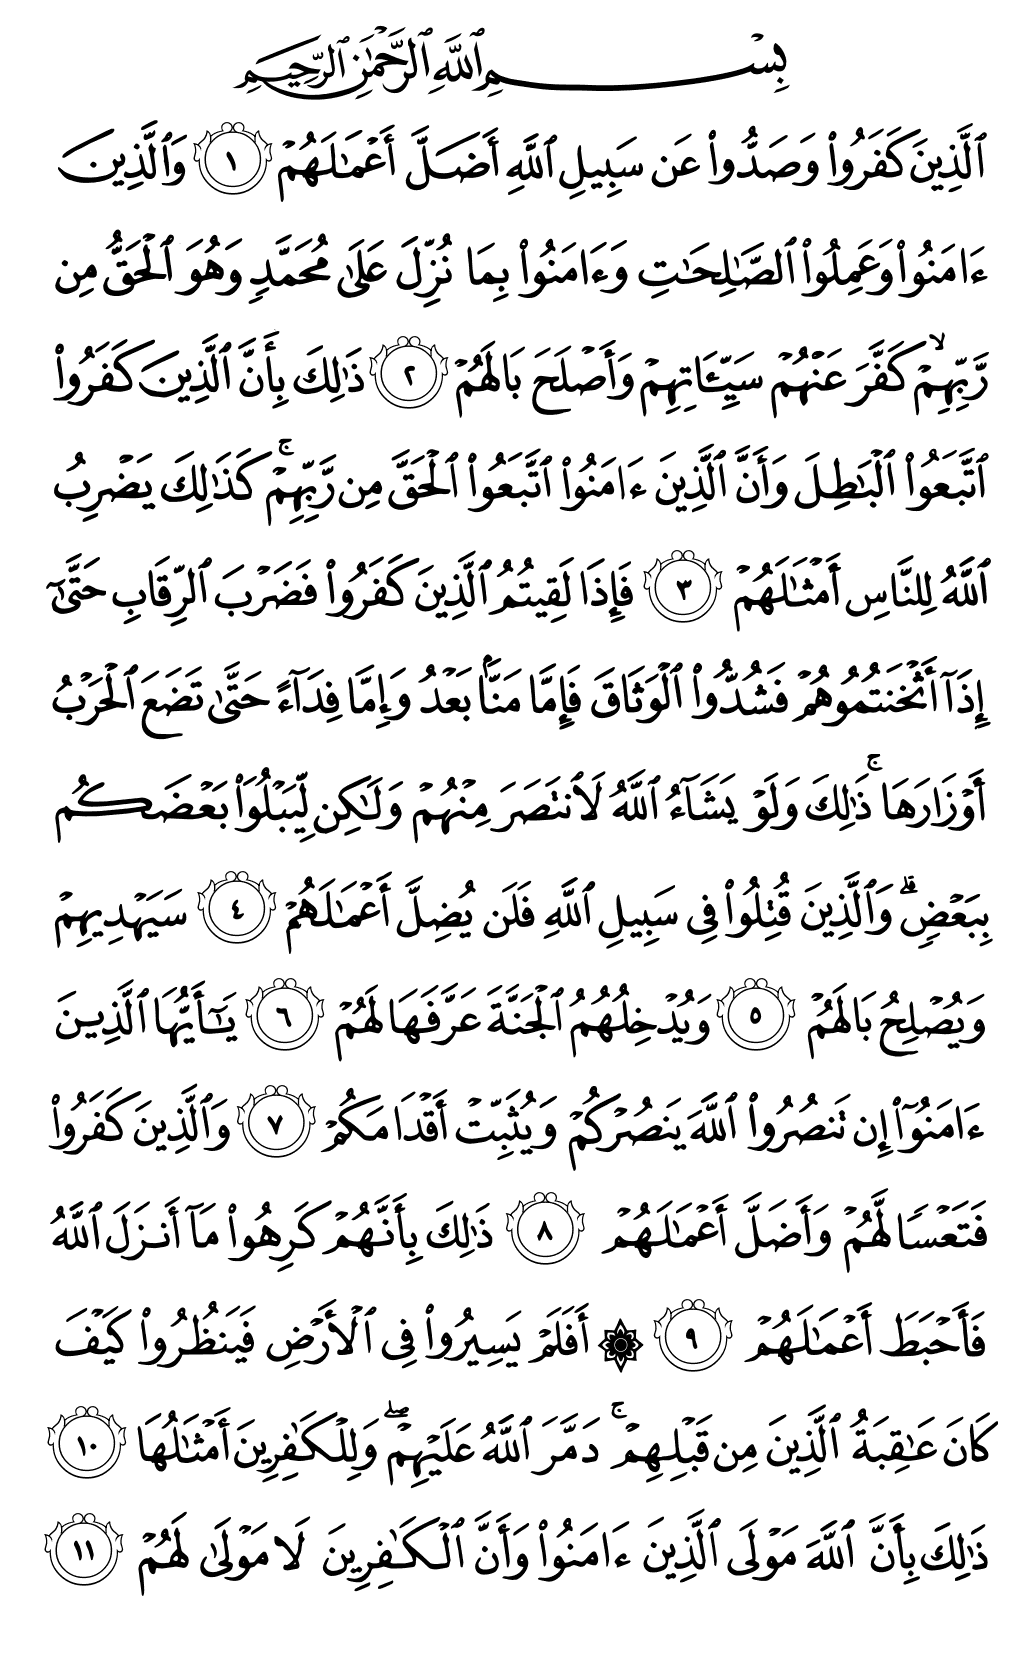 بِسْمِ ٱللَّهِ ٱلرَّحْمَٰنِ ٱلرَّحِيمِ
ٱلَّذِينَ كَفَرُوا۟ وَصَدُّوا۟ عَن سَبِيلِ ٱللَّهِ أَضَلَّ أَعْمَٰلَهُمْ ١ وَٱلَّذِينَ
ءَامَنُوا۟ وَعَمِلُوا۟ ٱلصَّٰلِحَٰتِ وَءَامَنُوا۟ بِمَا نُزِّلَ عَلَىٰ مُحَمَّدٍ وَهُوَ ٱلْحَقُّ مِن
رَّبِّهِمْ ۙ كَفَّرَ عَنْهُمْ سَيِّـَٔاتِهِمْ وَأَصْلَحَ بَالَهُمْ ٢ ذَٰلِكَ بِأَنَّ ٱلَّذِينَ كَفَرُوا۟
ٱتَّبَعُوا۟ ٱلْبَٰطِلَ وَأَنَّ ٱلَّذِينَ ءَامَنُوا۟ ٱتَّبَعُوا۟ ٱلْحَقَّ مِن رَّبِّهِمْ ۚ كَذَٰلِكَ يَضْرِبُ
ٱللَّهُ لِلنَّاسِ أَمْثَٰلَهُمْ ٣ فَإِذَا لَقِيتُمُ ٱلَّذِينَ كَفَرُوا۟ فَضَرْبَ ٱلرِّقَابِ حَتَّىٰٓ
إِذَآ أَثْخَنتُمُوهُمْ فَشُدُّوا۟ ٱلْوَثَاقَ فَإِمَّا مَنًّۢا بَعْدُ وَإِمَّا فِدَآءً حَتَّىٰ تَضَعَ ٱلْحَرْبُ
أَوْزَارَهَا ۚ ذَٰلِكَ وَلَوْ يَشَآءُ ٱللَّهُ لَٱنتَصَرَ مِنْهُمْ وَلَٰكِن لِّيَبْلُوَا۟ بَعْضَكُم
بِبَعْضٍ ۗ وَٱلَّذِينَ قُتِلُوا۟ فِى سَبِيلِ ٱللَّهِ فَلَن يُضِلَّ أَعْمَٰلَهُمْ ٤ سَيَهْدِيهِمْ
وَيُصْلِحُ بَالَهُمْ ٥ وَيُدْخِلُهُمُ ٱلْجَنَّةَ عَرَّفَهَا لَهُمْ ٦ يَٰٓأَيُّهَا ٱلَّذِينَ
ءَامَنُوٓا۟ إِن تَنصُرُوا۟ ٱللَّهَ يَنصُرْكُمْ وَيُثَبِّتْ أَقْدَامَكُمْ ٧ وَٱلَّذِينَ كَفَرُوا۟
فَتَعْسًا لَّهُمْ وَأَضَلَّ أَعْمَٰلَهُمْ ٨ ذَٰلِكَ بِأَنَّهُمْ كَرِهُوا۟ مَآ أَنزَلَ ٱللَّهُ
فَأَحْبَطَ أَعْمَٰلَهُمْ ٩ ۞ أَفَلَمْ يَسِيرُوا۟ فِى ٱلْأَرْضِ فَيَنظُرُوا۟ كَيْفَ
كَانَ عَٰقِبَةُ ٱلَّذِينَ مِن قَبْلِهِمْ ۚ دَمَّرَ ٱللَّهُ عَلَيْهِمْ ۖ وَلِلْكَٰفِرِينَ أَمْثَٰلُهَا ١٠
ذَٰلِكَ بِأَنَّ ٱللَّهَ مَوْلَى ٱلَّذِينَ ءَامَنُوا۟ وَأَنَّ ٱلْكَٰفِرِينَ لَا مَوْلَىٰ لَهُمْ ١١